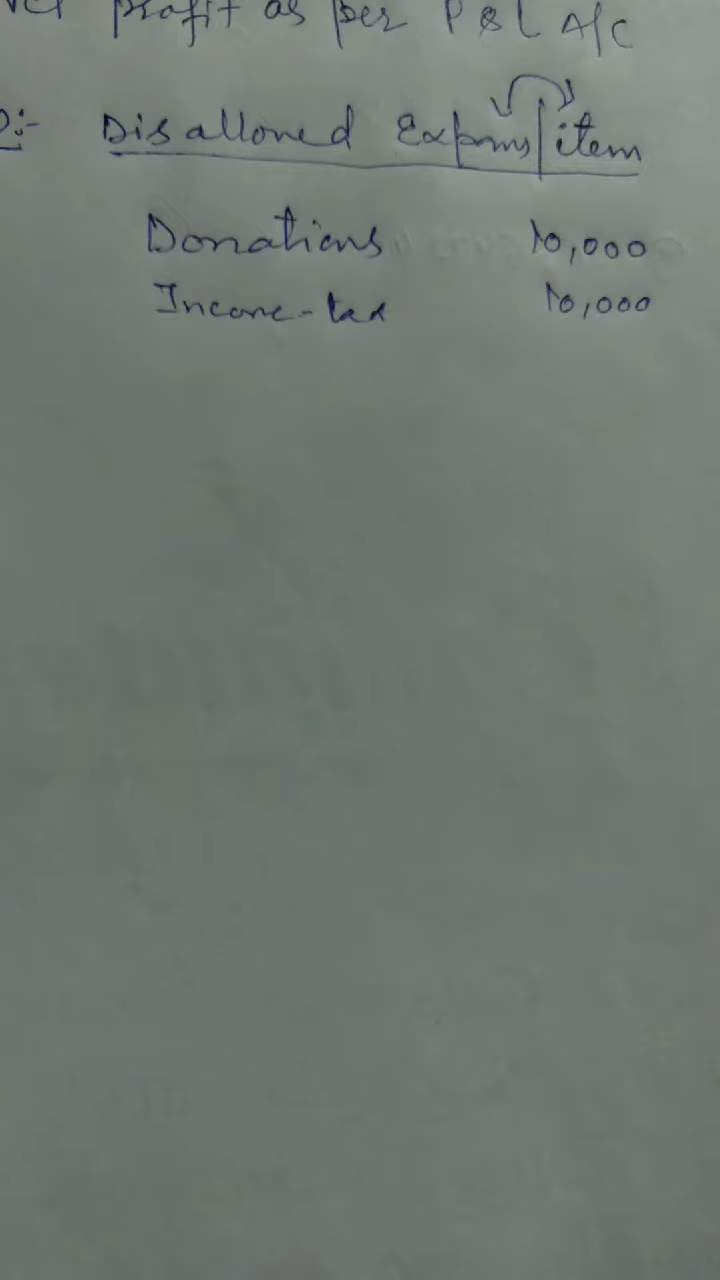 profit as per P & L A/C
D:- Disallowed Expens/item
Donations 10,000
Income-tax 10,000